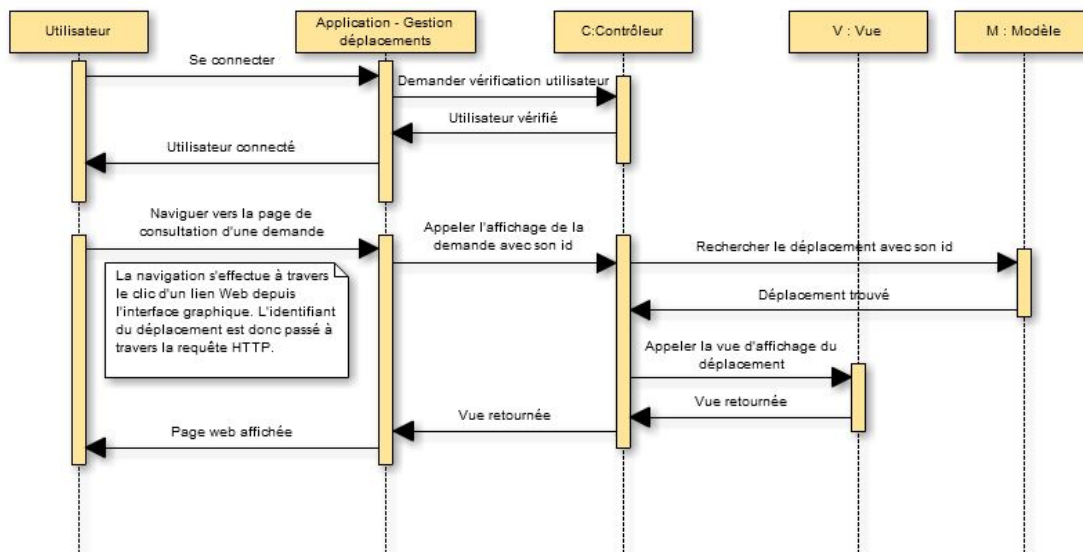 Utilisateur
Application - Gestion
déplacements
C:Contrôleur
V : Vue
M : Modèle
Se connecter
Demander vérification utilisateur
Utilisateur vérifié
Utilisateur connecté
Naviguer vers la page de
consultation d'une demande
Appeler l'affichage de la
demande avec son id
Rechercher le déplacement avec son id
La navigation s'effectue à travers
le clic d'un lien Web depuis
l'interface graphique. L'identifiant
du déplacement est donc passé à
travers la requête HTTP.
Déplacement trouvé
Appeler la vue d'affichage du
déplacement
Vue retournée
Vue retournée
Page web affichée